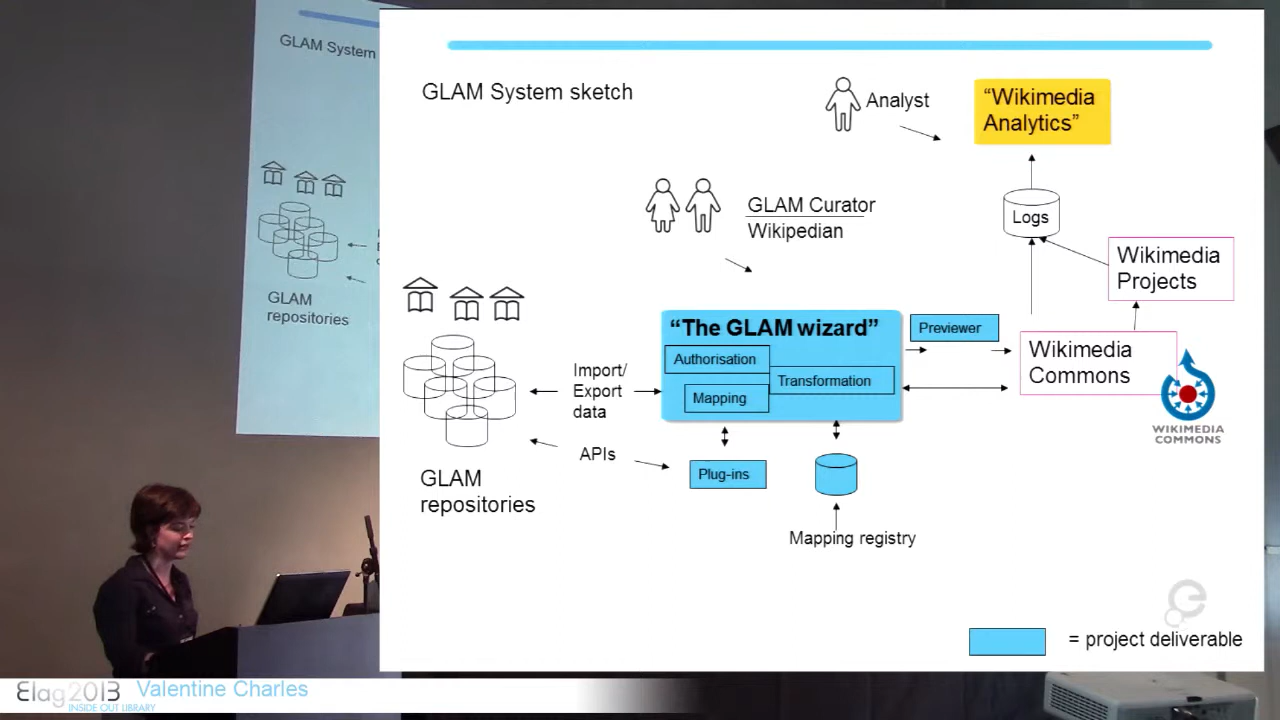 GLAM System
GLAM
repositories
GLAM System sketch
Analyst
“Wikimedia
Analytics”
GLAM Curator
Wikipedian
Logs
Wikimedia
Projects
“The GLAM wizard”
Authorisation
Transformation
Mapping
Previewer
Wikimedia
Commons
WIKIMEDIA
COMMONS
Import/
Export
data
APIs
Plug-ins
GLAM
repositories
Mapping registry
= project deliverable
Elag2013
INSIDE OUT LIBRARY
Valentine Charles